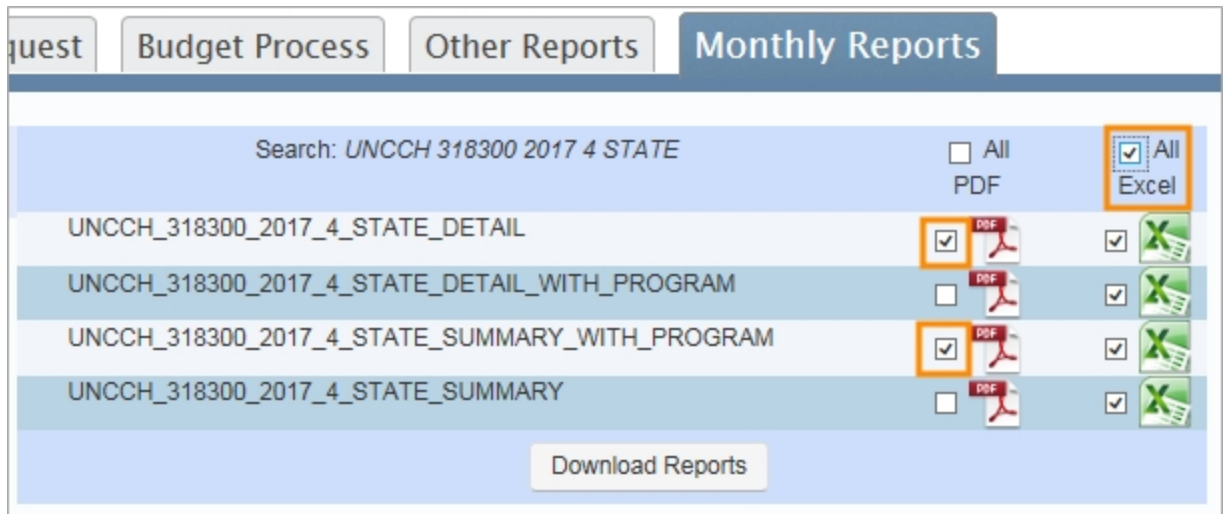 quest Budget Process Other Reports Monthly Reports
Search: UNCCH 318300 2017 4 STATE All All
PDF Excel
UNCCH_318300_2017_4_STATE_DETAIL PDF
UNCCH_318300_2017_4_STATE_DETAIL_WITH_PROGRAM PDF
UNCCH_318300_2017_4_STATE_SUMMARY_WITH_PROGRAM PDF
UNCCH_318300_2017_4_STATE_SUMMARY PDF
Download Reports